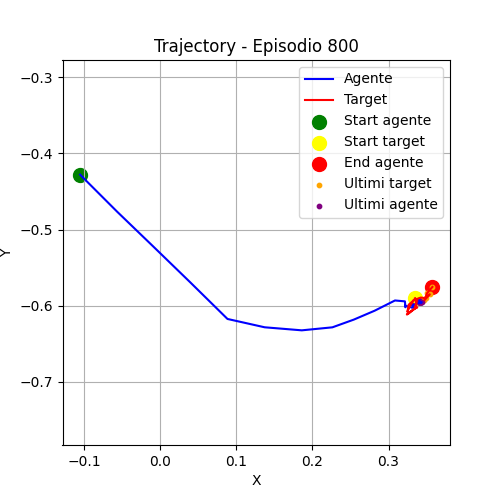 Trajectory - Episodio 800
Agente
Target
Start agente
Start target
End agente
Ultimi target
Ultimi agente
−0.3
−0.4
−0.5
−0.6
−0.7
Y
−0.1
0.0
0.1
0.2
0.3
X